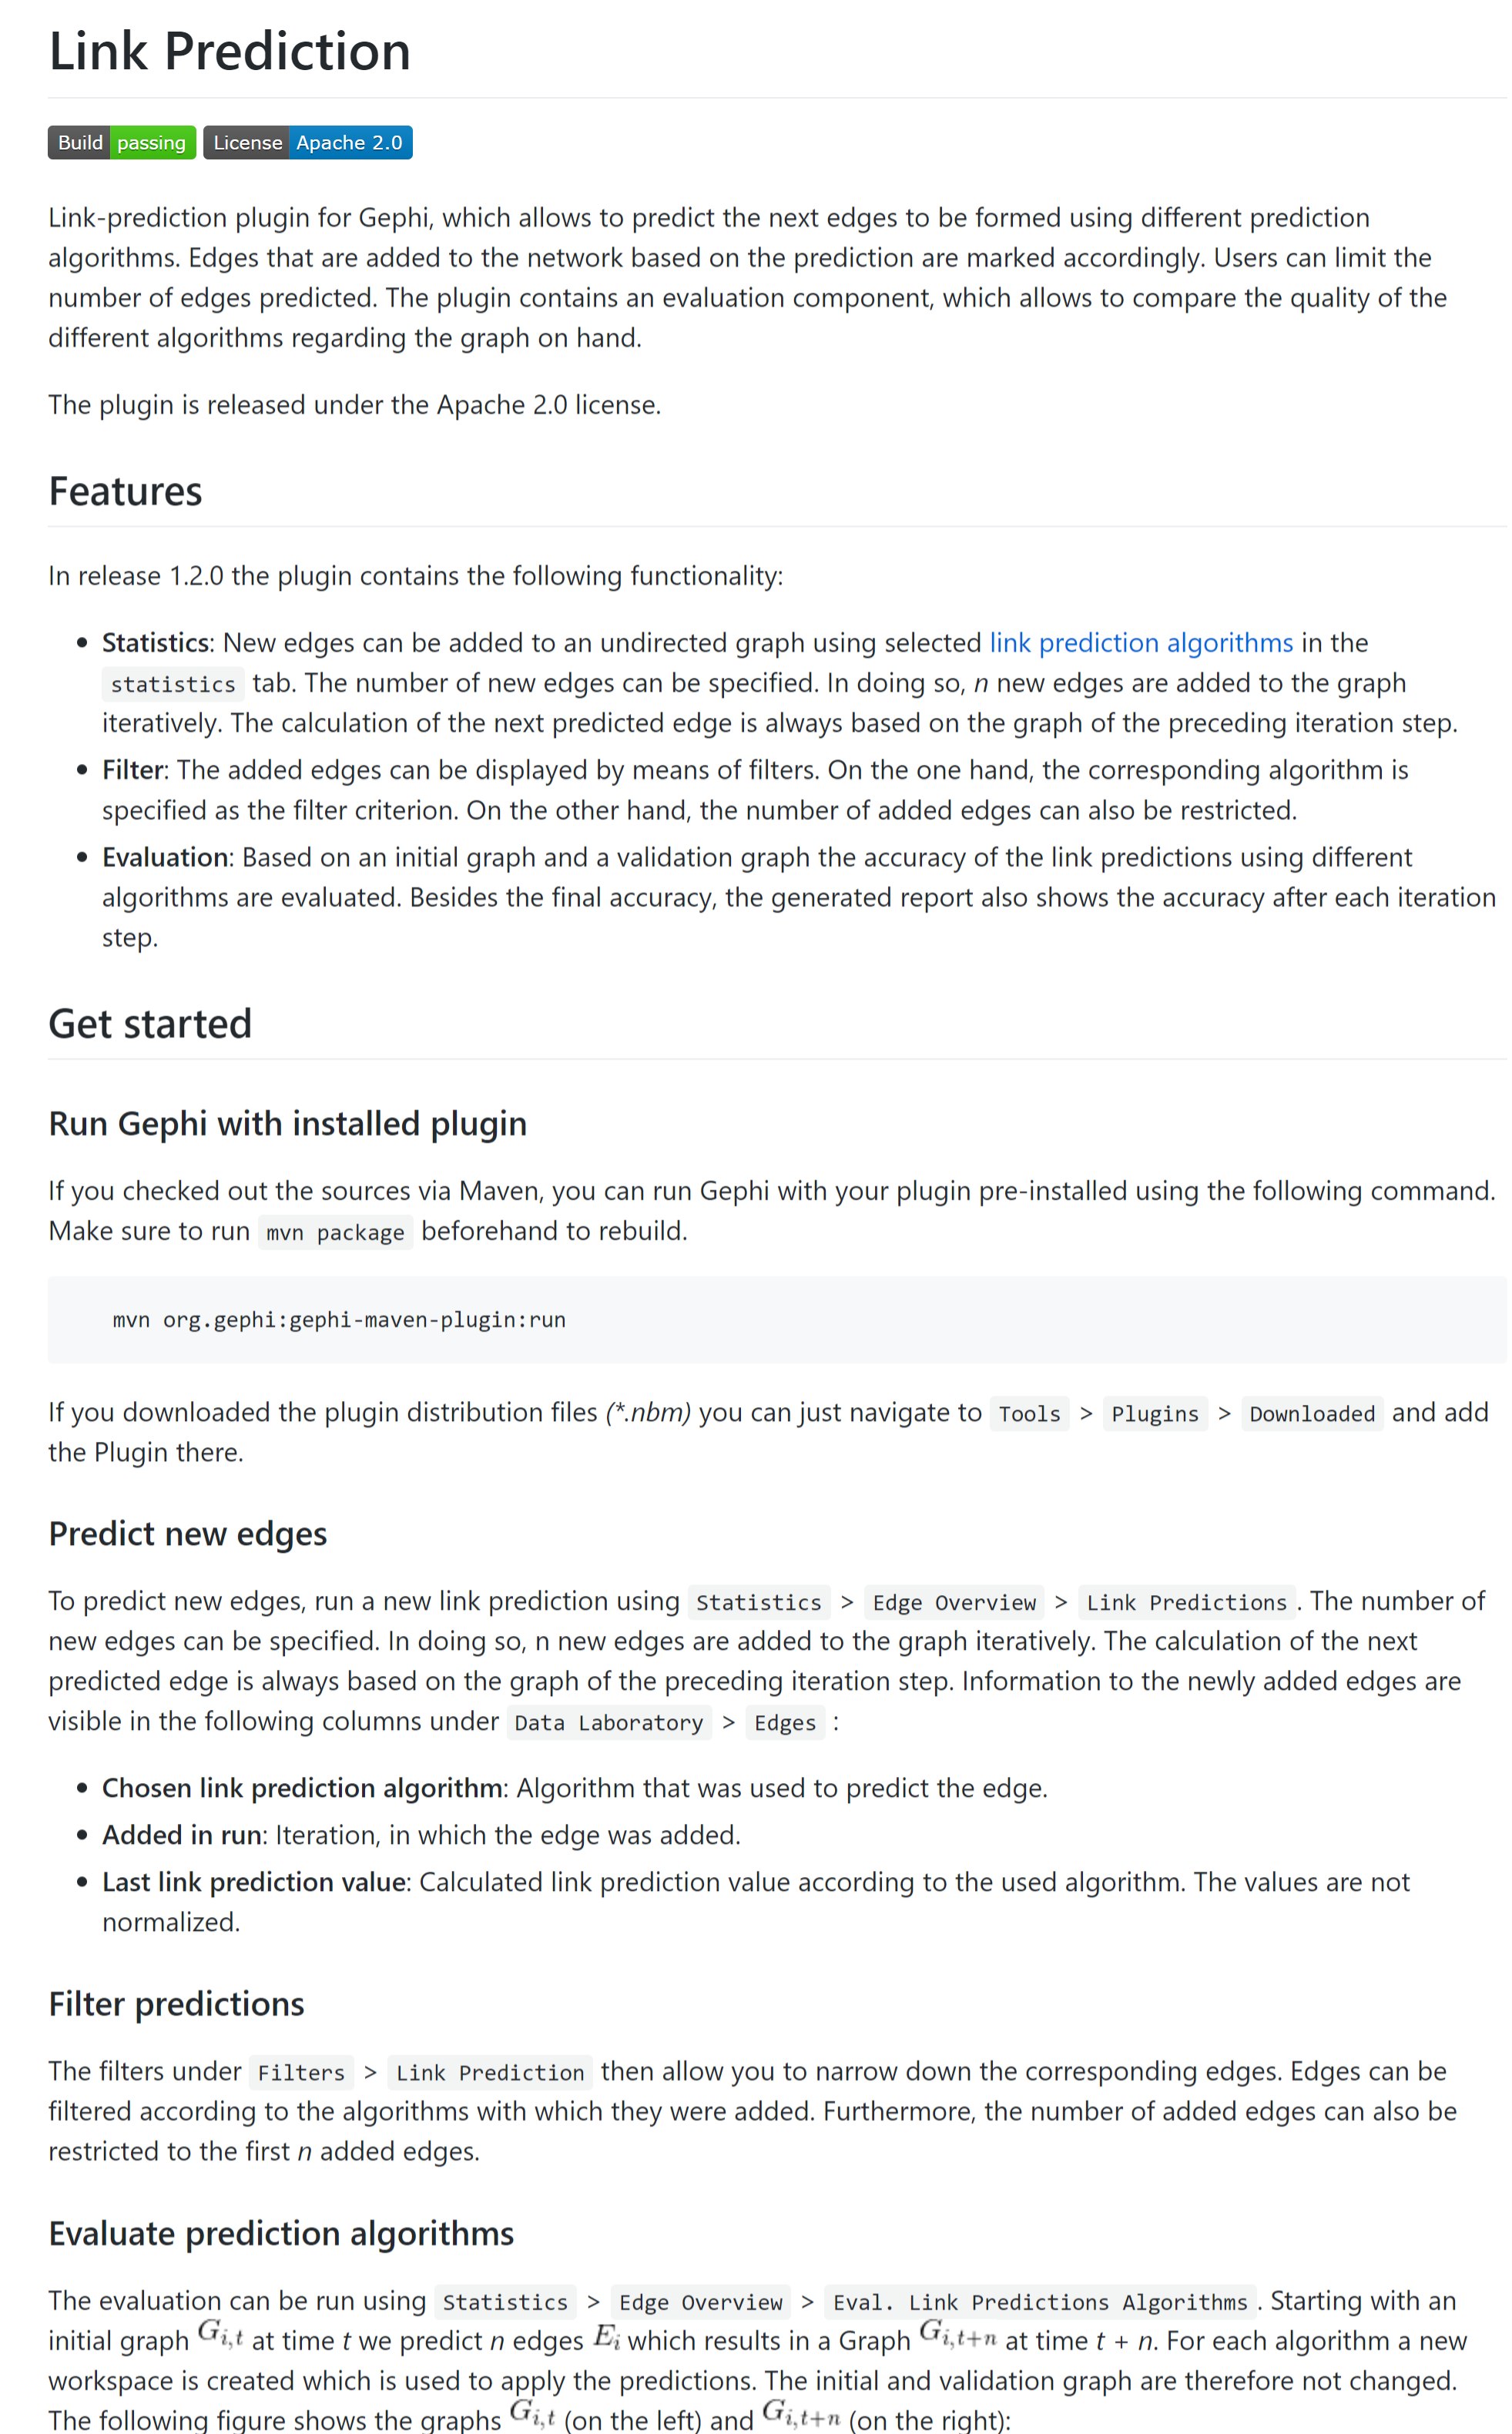 Link Prediction
Build passing License Apache 2.0
Link-prediction plugin for Gephi, which allows to predict the next edges to be formed using different prediction
algorithms. Edges that are added to the network based on the prediction are marked accordingly. Users can limit the
number of edges predicted. The plugin contains an evaluation component, which allows to compare the quality of the
different algorithms regarding the graph on hand.
The plugin is released under the Apache 2.0 license.
Features
In release 1.2.0 the plugin contains the following functionality:
• Statistics: New edges can be added to an undirected graph using selected link prediction algorithms in the
statistics tab. The number of new edges can be specified. In doing so, n new edges are added to the graph
iteratively. The calculation of the next predicted edge is always based on the graph of the preceding iteration step.
• Filter: The added edges can be displayed by means of filters. On the one hand, the corresponding algorithm is
specified as the filter criterion. On the other hand, the number of added edges can also be restricted.
• Evaluation: Based on an initial graph and a validation graph the accuracy of the link predictions using different
algorithms are evaluated. Besides the final accuracy, the generated report also shows the accuracy after each iteration
step.
Get started
Run Gephi with installed plugin
If you checked out the sources via Maven, you can run Gephi with your plugin pre-installed using the following command.
Make sure to run mvn package beforehand to rebuild.
mvn org.gephi:gephi-maven-plugin:run
If you downloaded the plugin distribution files (*.nbm) you can just navigate to Tools > Plugins > Downloaded and add
the Plugin there.
Predict new edges
To predict new edges, run a new link prediction using Statistics > Edge Overview > Link Predictions. The number of
new edges can be specified. In doing so, n new edges are added to the graph iteratively. The calculation of the next
predicted edge is always based on the graph of the preceding iteration step. Information to the newly added edges are
visible in the following columns under Data Laboratory > Edges :
• Chosen link prediction algorithm: Algorithm that was used to predict the edge.
• Added in run: Iteration, in which the edge was added.
• Last link prediction value: Calculated link prediction value according to the used algorithm. The values are not
normalized.
Filter predictions
The filters under Filters > Link Prediction then allow you to narrow down the corresponding edges. Edges can be
filtered according to the algorithms with which they were added. Furthermore, the number of added edges can also be
restricted to the first n added edges.
Evaluate prediction algorithms
The evaluation can be run using Statistics > Edge Overview > Eval. Link Predictions Algorithms. Starting with an
initial graph G_{i,t} at time t we predict n edges E_i which results in a Graph G_{i,t+n} at time t + n. For each algorithm a new
workspace is created which is used to apply the predictions. The initial and validation graph are therefore not changed.
The following figure shows the graphs G_{i,t} (on the left) and G_{i,t+n} (on the right):